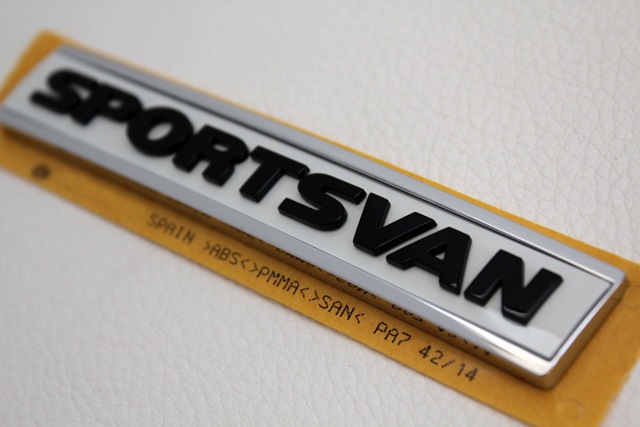 SPORTSVAN
SPAIN >ABS<>PMMA<>SAN< PA7 42/14